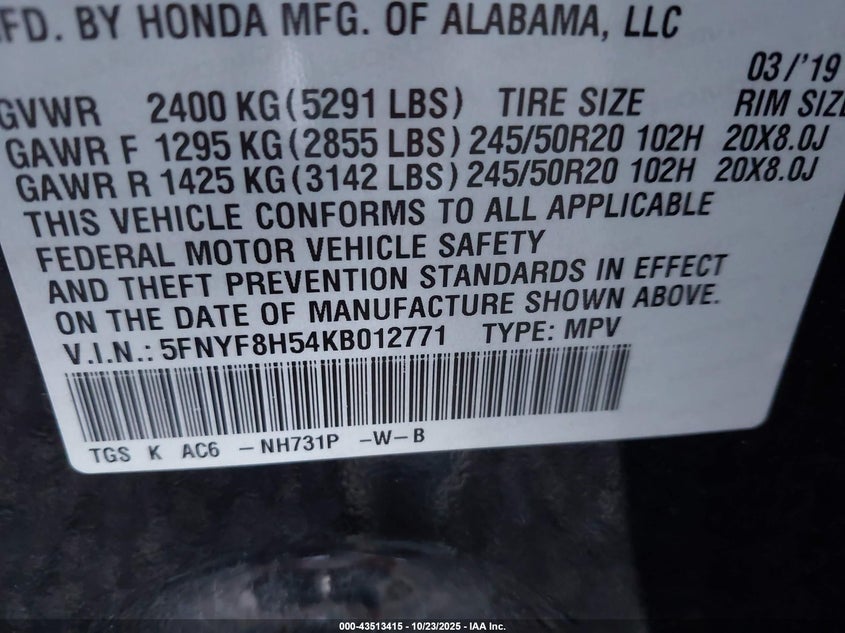 MFD. BY HONDA MFG. OF ALABAMA, LLC
03/'19
GVWR 2400 KG (5291 LBS) TIRE SIZE RIM SIZE
GAWR F 1295 KG (2855 LBS) 245/50R20 102H 20X8.0J
GAWR R 1425 KG (3142 LBS) 245/50R20 102H 20X8.0J
THIS VEHICLE CONFORMS TO ALL APPLICABLE
FEDERAL MOTOR VEHICLE SAFETY
AND THEFT PREVENTION STANDARDS IN EFFECT
ON THE DATE OF MANUFACTURE SHOWN ABOVE.
V.I.N.: 5FNYF8H54KB012771 TYPE: MPV
TGS K AC6 –NH731P –W–B
000-43513415 - 10/23/2025 - IAA Inc.